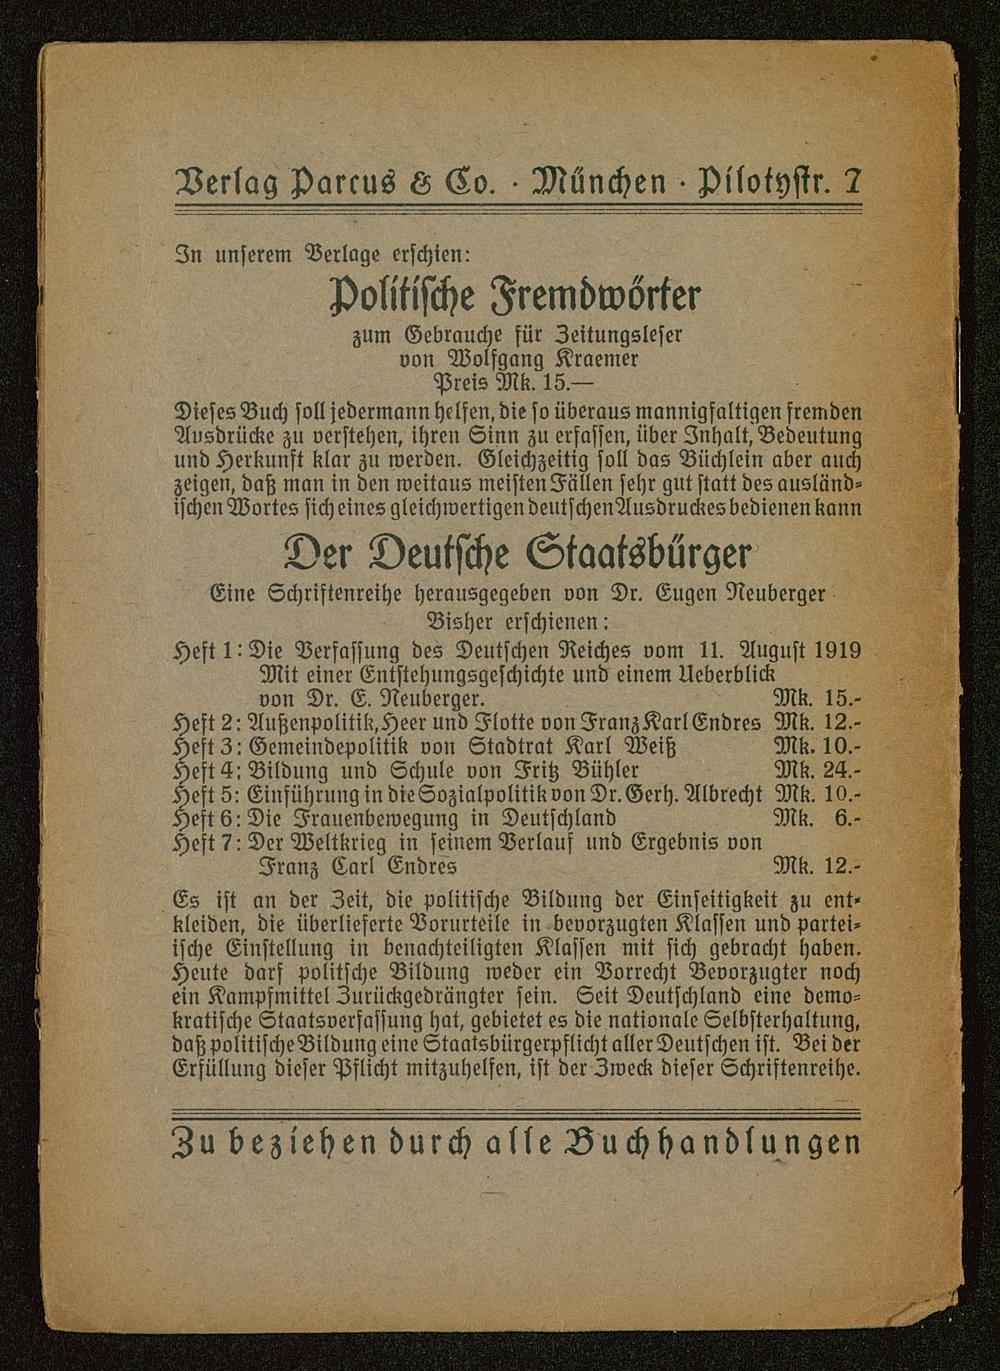 Verlag Parcus & Co. · München · Pilotystr. 7
In unserem Verlage erschien:
Politische Fremdwörter
zum Gebrauche für Zeitungsleser
von Wolfgang Kraemer
Preis Mk. 15.—
Dieses Buch soll jedermann helfen, die so überaus mannigfaltigen fremden
Ausdrücke zu verstehen, ihren Sinn zu erfassen, über Inhalt, Bedeutung
und Herkunft klar zu werden. Gleichzeitig soll das Büchlein aber auch
zeigen, daß man in den weitaus meisten Fällen sehr gut statt des ausländ-
ischen Wortes sich eines gleichwertigen deutschen Ausdruckes bedienen kann
Der Deutsche Staatsbürger
Eine Schriftenreihe herausgegeben von Dr. Eugen Neuberger
Bisher erschienen:
Heft 1: Die Verfassung des Deutschen Reiches vom 11. August 1919
Mit einer Entstehungsgeschichte und einem Ueberblick
von Dr. E. Neuberger. Mk. 15.-
Heft 2: Außenpolitik, Heer und Flotte von Franz Karl Endres Mk. 12.-
Heft 3: Gemeindepolitik von Stadtrat Karl Weiß Mk. 10.-
Heft 4: Bildung und Schule von Fritz Bühler Mk. 24.-
Heft 5: Einführung in die Sozialpolitik von Dr. Gerh. Albrecht Mk. 10.-
Heft 6: Die Frauenbewegung in Deutschland Mk. 6.-
Heft 7: Der Weltkrieg in seinem Verlauf und Ergebnis von
Franz Carl Endres Mk. 12.-
Es ist an der Zeit, die politische Bildung der Einseitigkeit zu ent-
kleiden, die überlieferte Vorurteile in bevorzugten Klassen und partei-
ische Einstellung in benachteiligten Klassen mit sich gebracht haben.
Heute darf politsche Bildung weder ein Vorrecht Bevorzugter noch
ein Kampfmittel Zurückgedrängter sein. Seit Deutschland eine demo-
kratische Staatsverfassung hat, gebietet es die nationale Selbsterhaltung,
daß politische Bildung eine Staatsbürgerpflicht aller Deutschen ist. Bei der
Erfüllung dieser Pflicht mitzuhelfen, ist der Zweck dieser Schriftenreihe.
Zu beziehen durch alle Buchhandlungen